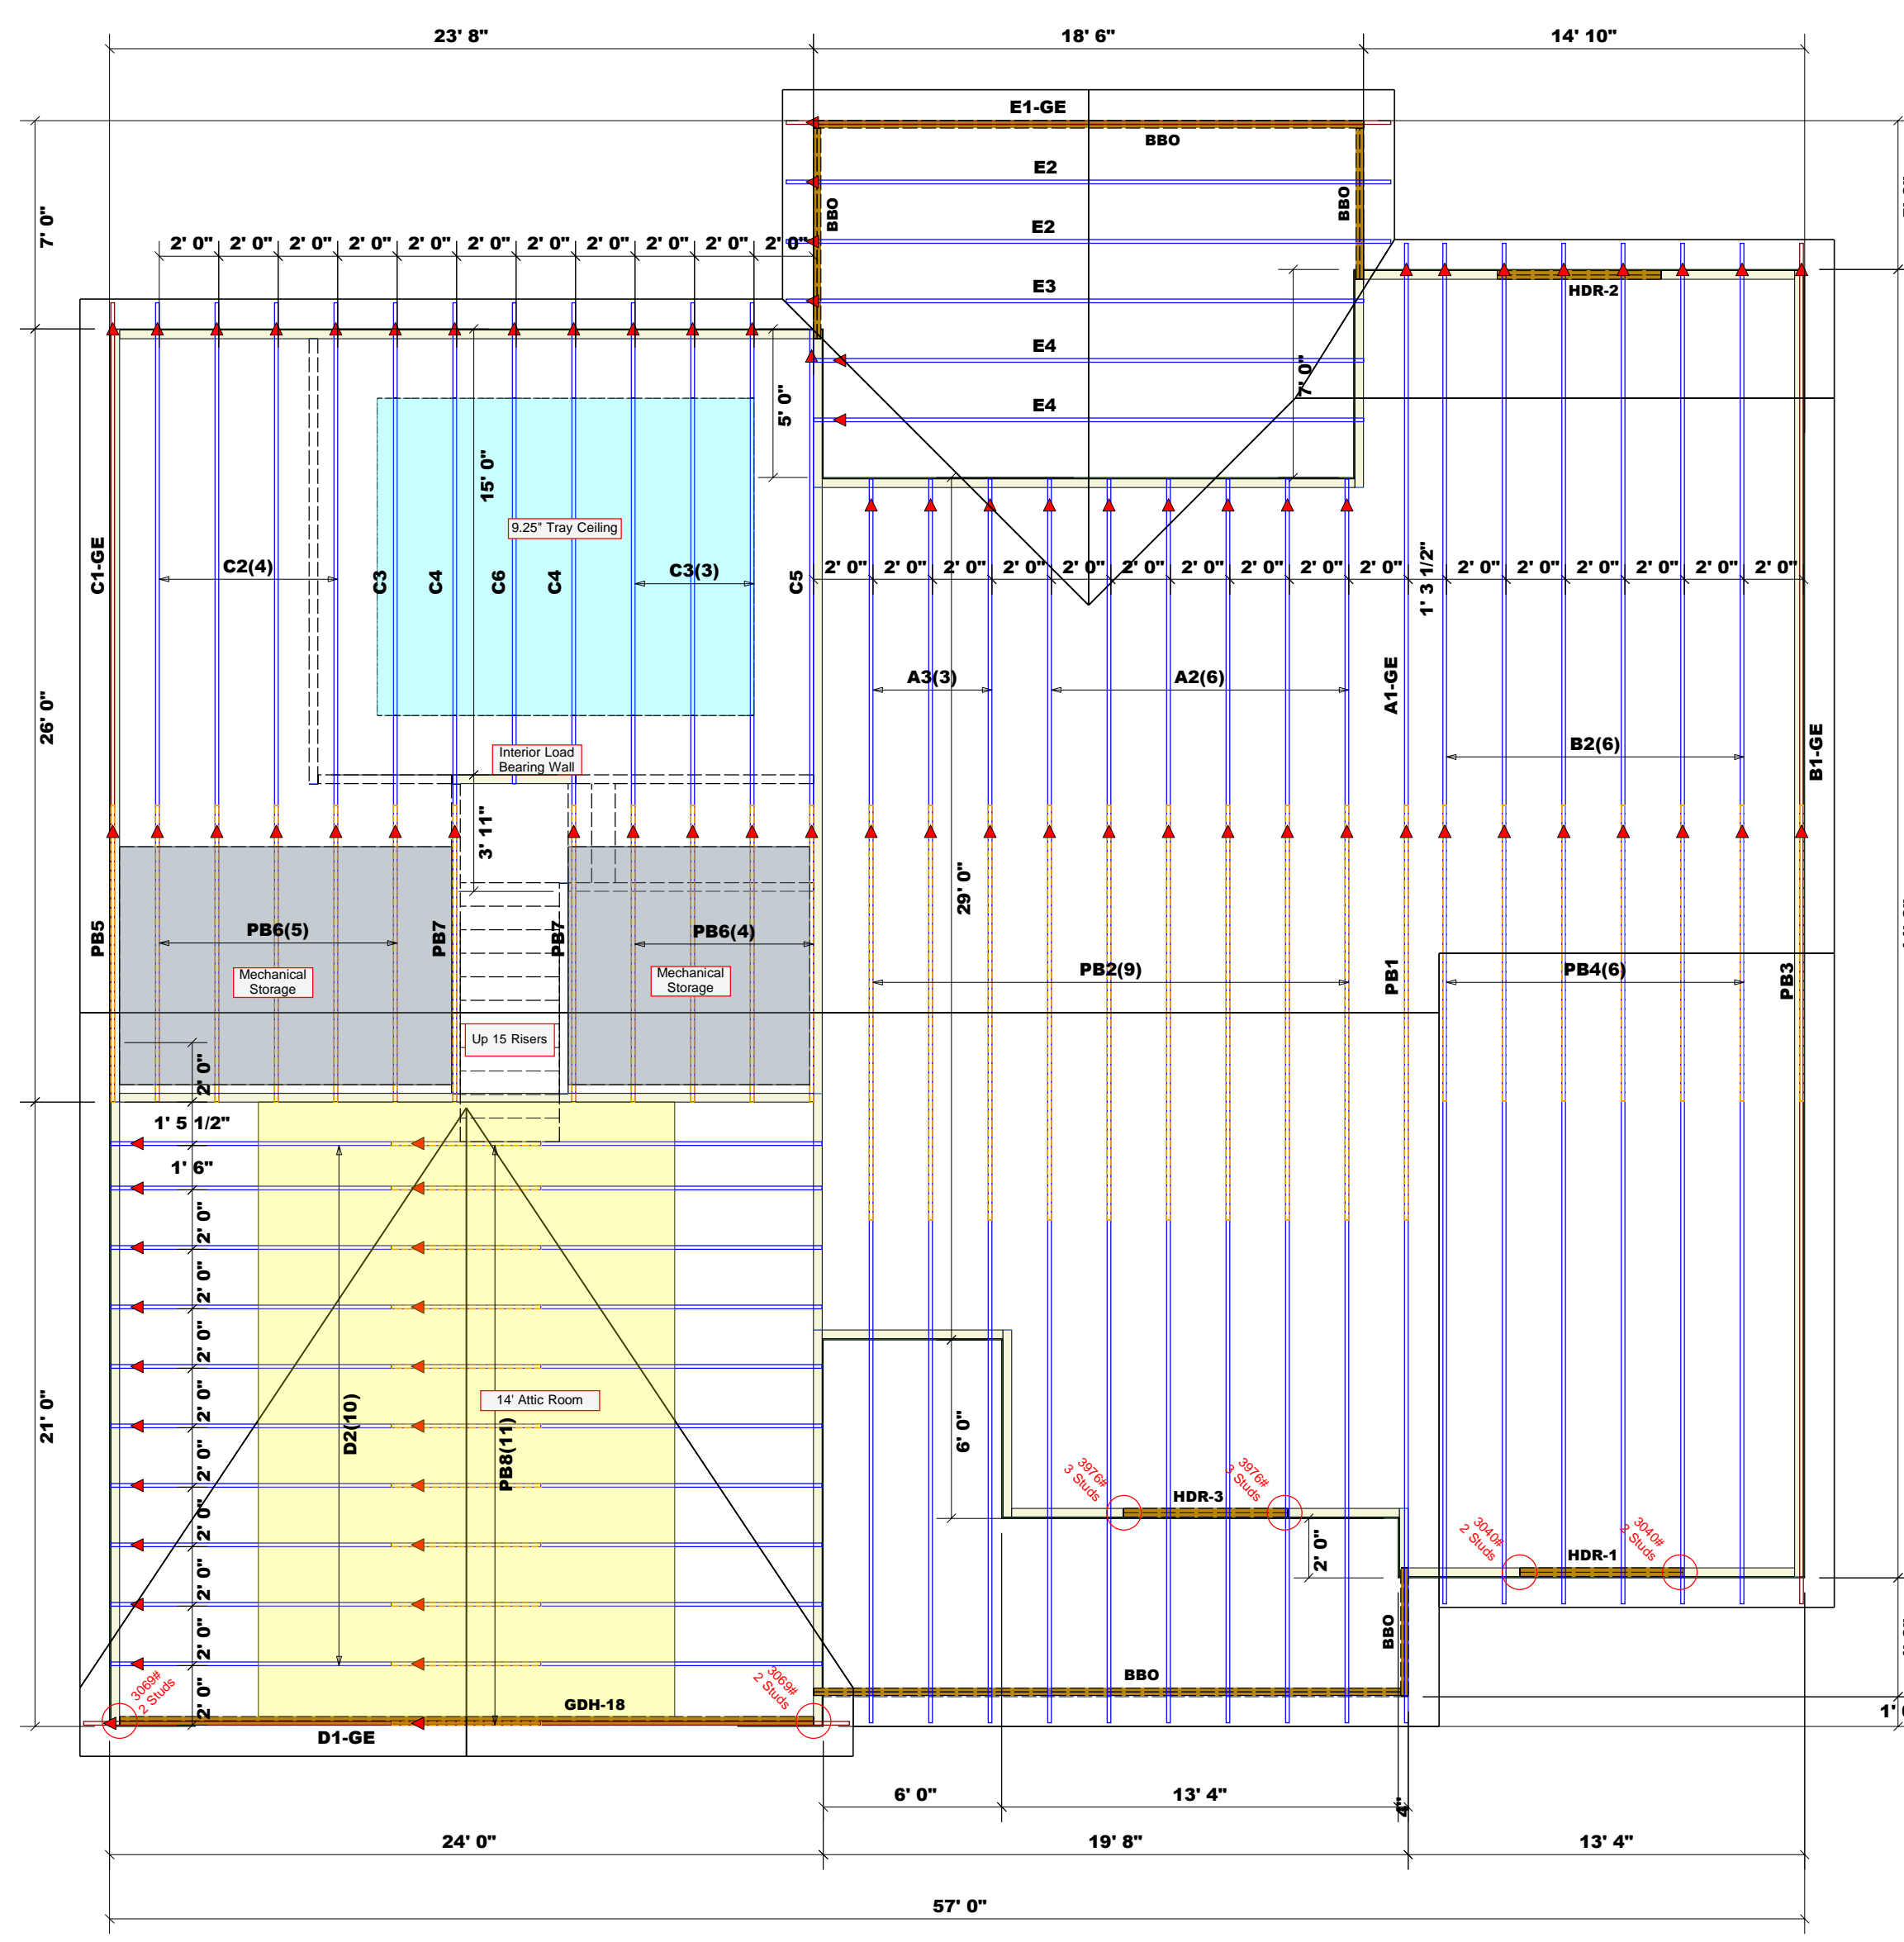 23' 8"
18' 6"
14' 10"
E1-GE
BBO
E2
BBO
BBO
E2
7' 0"
2' 0"
2' 0"
2' 0"
2' 0"
2' 0"
2' 0"
2' 0"
2' 0"
2' 0"
2' 0"
2' 0"
E3
HDR-2
E4
7' 0"
5' 0"
E4
15' 0"
9.25" Tray Ceiling
C1-GE
C2(4)
C3
C4
C6
C4
C3(3)
C5
2' 0"
2' 0"
2' 0"
2' 0"
2' 0"
2' 0"
2' 0"
2' 0"
2' 0"
2' 0"
1' 3 1/2"
2' 0"
2' 0"
2' 0"
2' 0"
2' 0"
2' 0"
A3(3)
A2(6)
A1-GE
26' 0"
Interior Load
Bearing Wall
B2(6)
B1-GE
3' 11"
29' 0"
PB5
PB6(5)
PB7
PB7
PB6(4)
Mechanical
Storage
Mechanical
Storage
PB2(9)
PB1
PB4(6)
PB3
Up 15 Risers
2' 0"
1' 5 1/2"
1' 6"
2' 0"
2' 0"
2' 0"
2' 0"
2' 0"
2' 0"
2' 0"
2' 0"
2' 0"
21' 0"
14' Attic Room
D2(10)
PB8(11)
6' 0"
3976#
3 Studs
3976#
3 Studs
HDR-3
2' 0"
3040#
2 Studs
3040#
2 Studs
HDR-1
BBO
BBO
3069#
2 Studs
3069#
2 Studs
GDH-18
D1-GE
6' 0"
13' 4"
4"
24' 0"
19' 8"
13' 4"
57' 0"